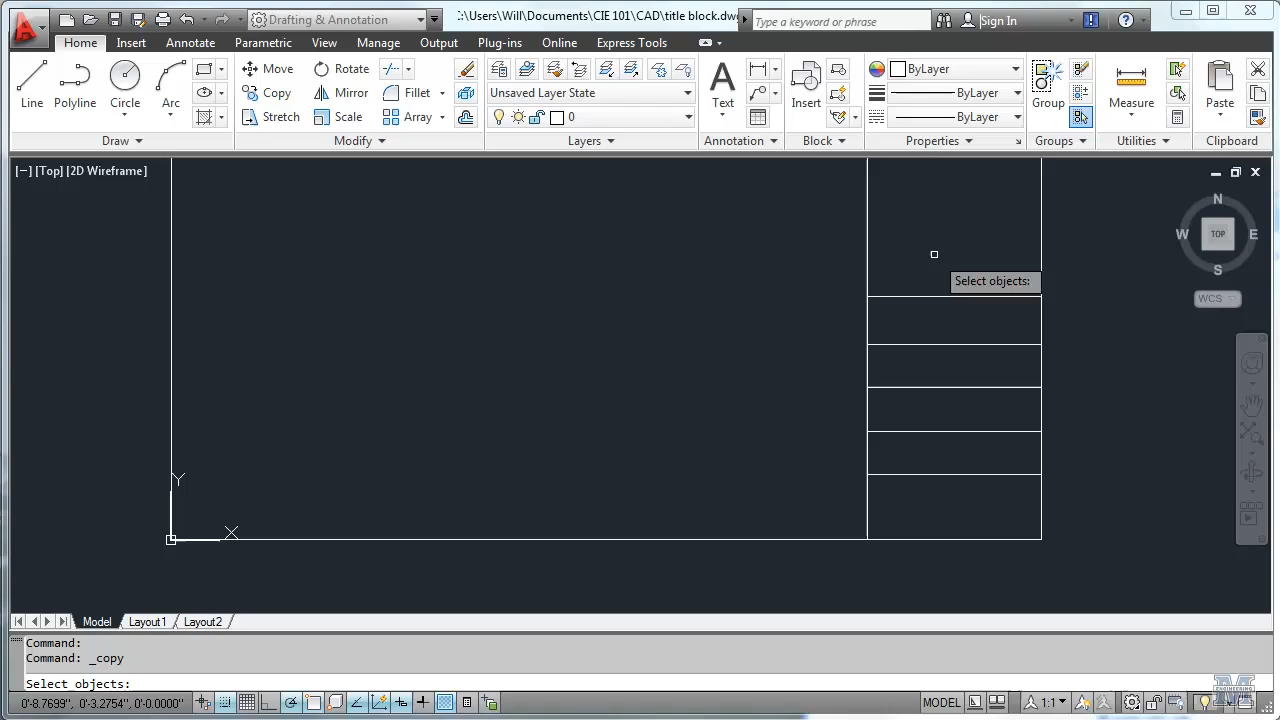 Drafting & Annotation
:\Users\Will\Documents\CIE 101\CAD\title block.dwg
Type a keyword or phrase
Sign In
Home Insert Annotate Parametric View Manage Output Plug-ins Online Express Tools
Line Polyline Circle Arc
Move Rotate
Copy Mirror Fillet
Stretch Scale Array
Unsaved Layer State
0
Text
Insert
ByLayer
ByLayer
ByLayer
Group
Measure
Paste
Draw Modify Layers Annotation Block Properties Groups Utilities Clipboard
[−] [Top] [2D Wireframe]
N
W TOP E
S
WCS
Select objects:
Y
X
Model Layout1 Layout2
Command:
Command: _copy
Select objects:
0'-8.7699", 0'-3.2754", 0'-0.0000"
MODEL
1:1
ENGINEERING